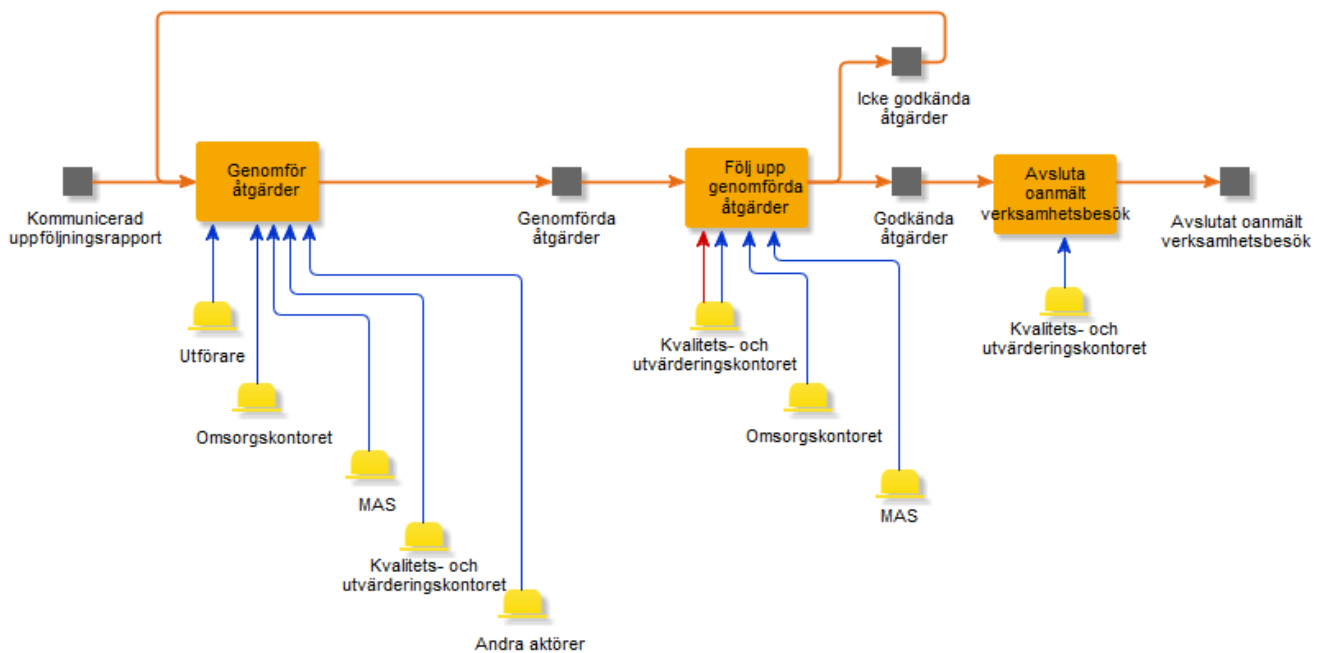 Icke godkända
åtgärder
Kommunicerad
uppföljningsrapport
Genomför
åtgärder
Genomförda
åtgärder
Följ upp
genomförda
åtgärder
Godkända
åtgärder
Avsluta
oanmält
verksamhetsbesök
Avslutat oanmält
verksamhetsbesök
Utförare
Omsorgskontoret
MAS
Kvalitets- och
utvärderingskontoret
Andra aktörer
Kvalitets- och
utvärderingskontoret
Omsorgskontoret
MAS
Kvalitets- och
utvärderingskontoret